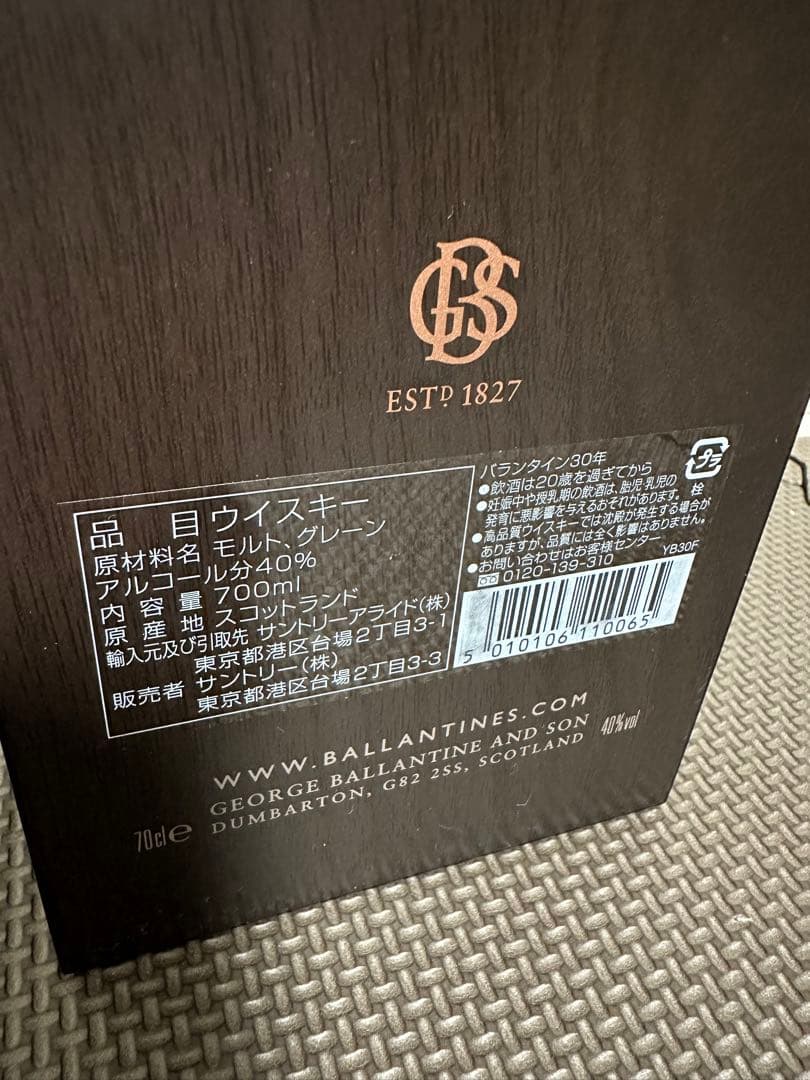 GBS
ESTD 1827
品目 ウイスキー
原材料名 モルト、グレーン
アルコール分40%
内容量 700ml
原産地 スコットランド
輸入元及び引取先 サントリーアライド(株)
東京都港区台場2丁目3-1
販売者 サントリー(株)
東京都港区台場2丁目3-3
バランタイン30年
●飲酒は20歳を過ぎてから
●妊娠中や授乳期の飲酒は、胎児・乳児の
発育に悪影響を与えるおそれがあります。
●高品質ウイスキーでは沈殿が発生する場合が
ありますが、品質には全く影響はありません。
●お問い合わせはお客様センター
0120-139-310
YB30F
プラ
栓
5 010106 110065
WWW.BALLANTINES.COM
GEORGE BALLANTINE AND SON
DUMBARTON, G82 2SS, SCOTLAND
70cl e
40%vol